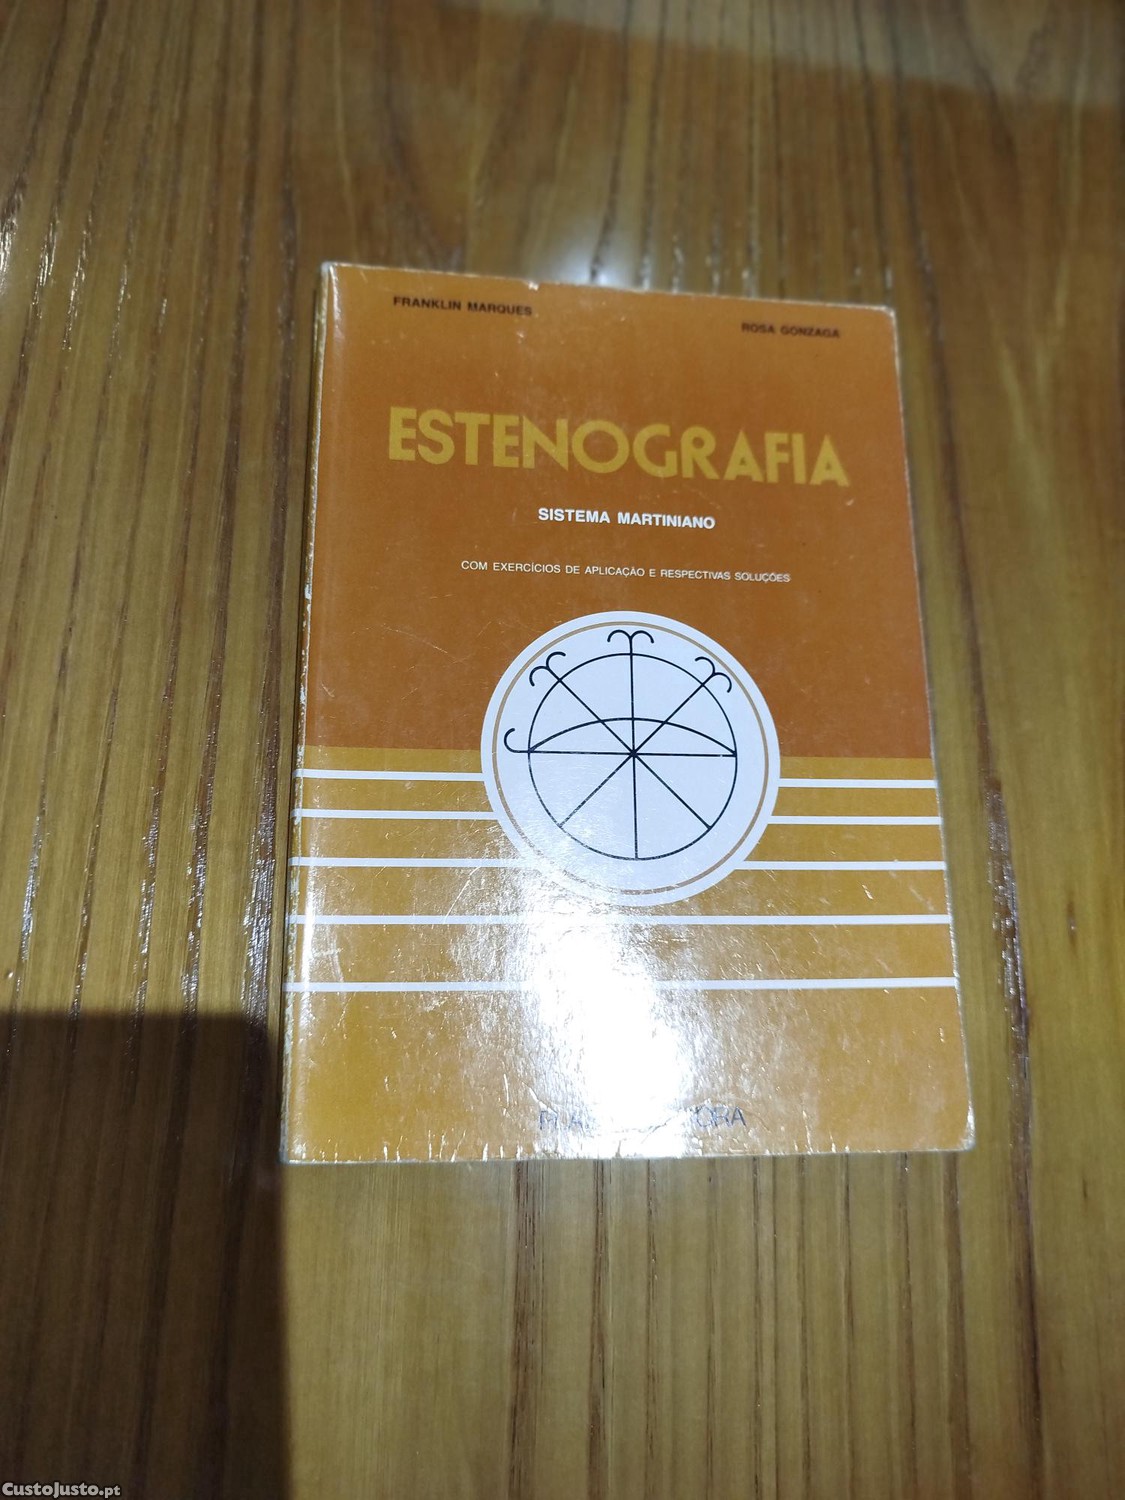 FRANKLIN MARQUES
ROSA GONZAGA
ESTENOGRAFIA
SISTEMA MARTINIANO
COM EXERCÍCIOS DE APLICAÇÃO E RESPECTIVAS SOLUÇÕES
CustoJusto.pt